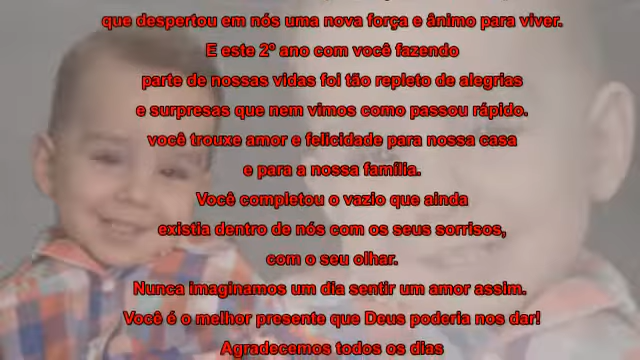 que despertou em nós uma nova força e ânimo para viver.
E este 2º ano com você fazendo
parte de nossas vidas foi tão repleto de alegrias
e surpresas que nem vimos como passou rápido.
você trouxe amor e felicidade para nossa casa
e para a nossa família.
Você completou o vazio que ainda
existia dentro de nós com os seus sorrisos,
com o seu olhar.
Nunca imaginamos um dia sentir um amor assim.
Você é o melhor presente que Deus poderia nos dar!
Agradecemos todos os dias